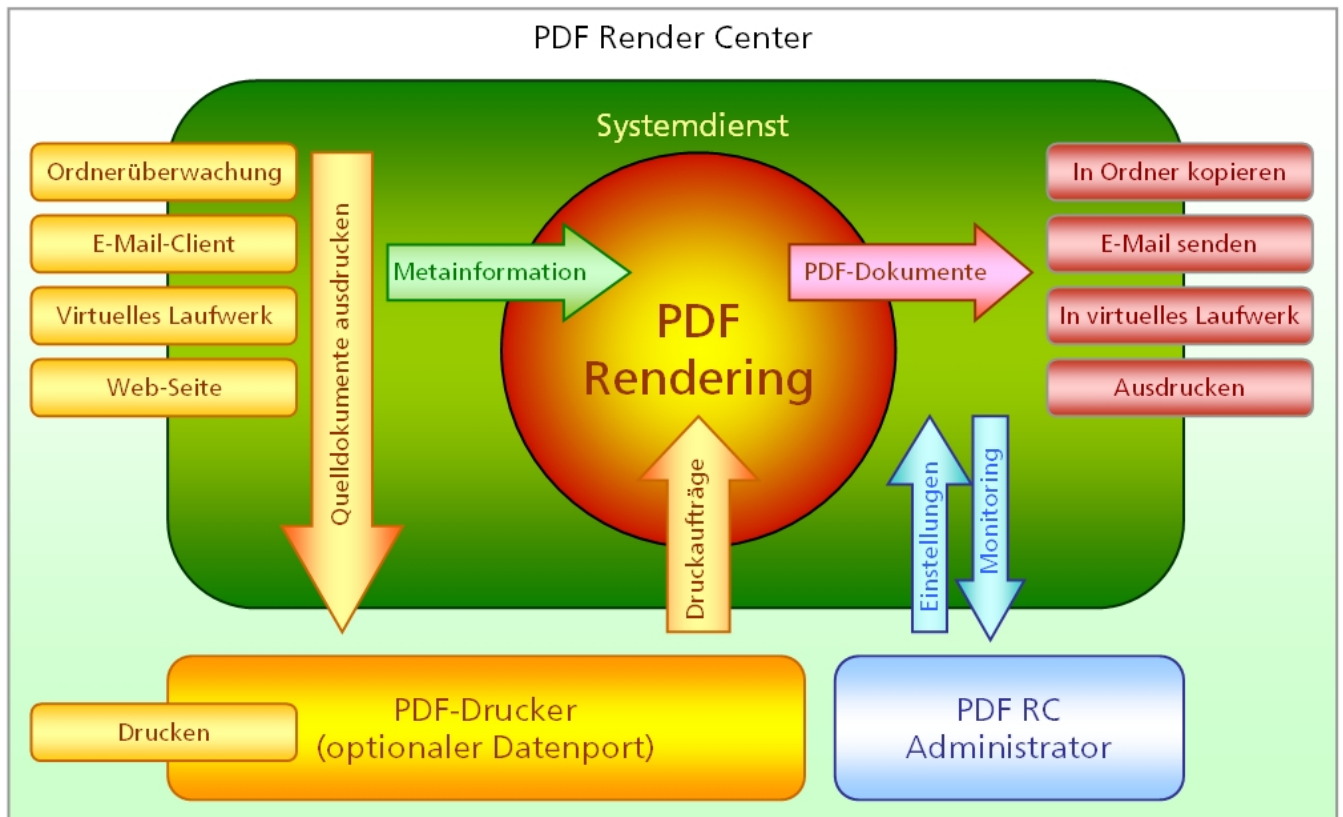 PDF Render Center
Systemdienst
Ordnerüberwachung
E-Mail-Client
Virtuelles Laufwerk
Web-Seite
Quelldokumente ausdrucken
Metainformation
PDF
Rendering
PDF-Dokumente
In Ordner kopieren
E-Mail senden
In virtuelles Laufwerk
Ausdrucken
Druckaufträge
Einstellungen
Monitoring
Drucken
PDF-Drucker
(optionaler Datenport)
PDF RC
Administrator